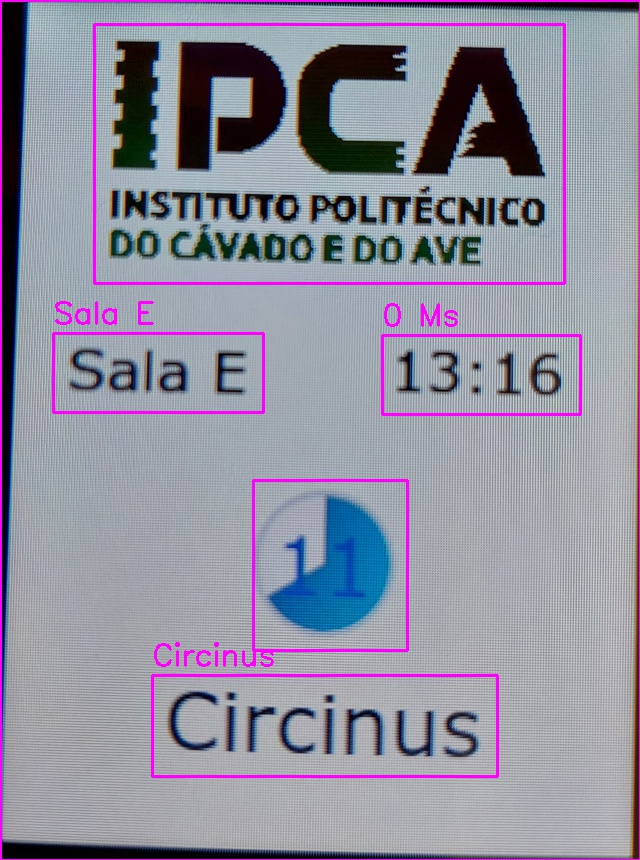 IPCA
INSTITUTO POLITÉCNICO
DO CÁVADO E DO AVE
Sala E
0 Ms
Sala E
13:16
11
Circinus
Circinus